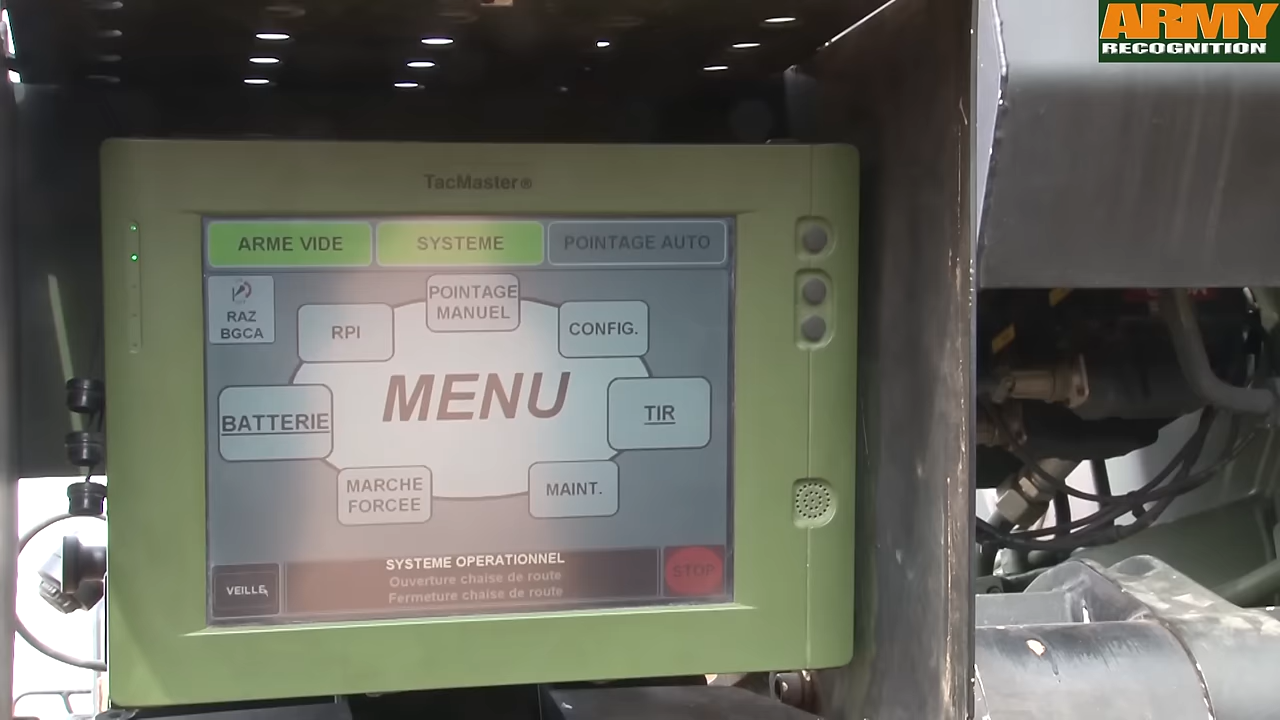 ARMY
RECOGNITION
TacMaster®
ARME VIDE
SYSTEME
POINTAGE AUTO
RAZ
BGCA
RPI
POINTAGE
MANUEL
CONFIG.
BATTERIE
MENU
TIR
MARCHE
FORCEE
MAINT.
VEILLE
SYSTEME OPERATIONNEL
Ouverture chaise de route
Fermeture chaise de route
STOP